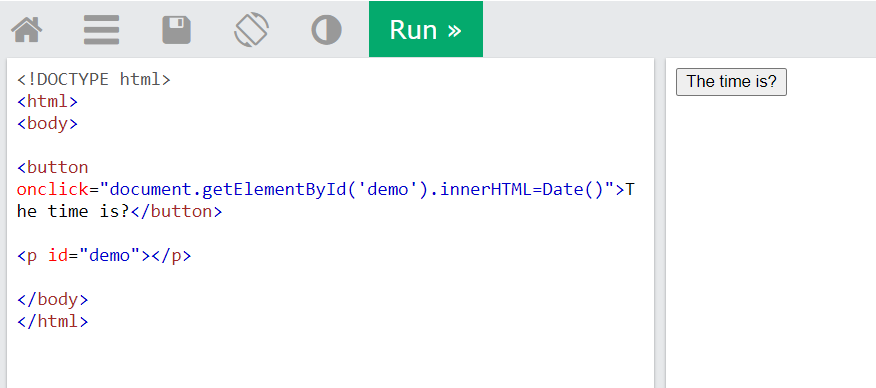 Run »
<!DOCTYPE html>
<html>
<body>
<button
onclick="document.getElementById('demo').innerHTML=Date()">T
he time is?</button>
<p id="demo"></p>
</body>
</html>
The time is?